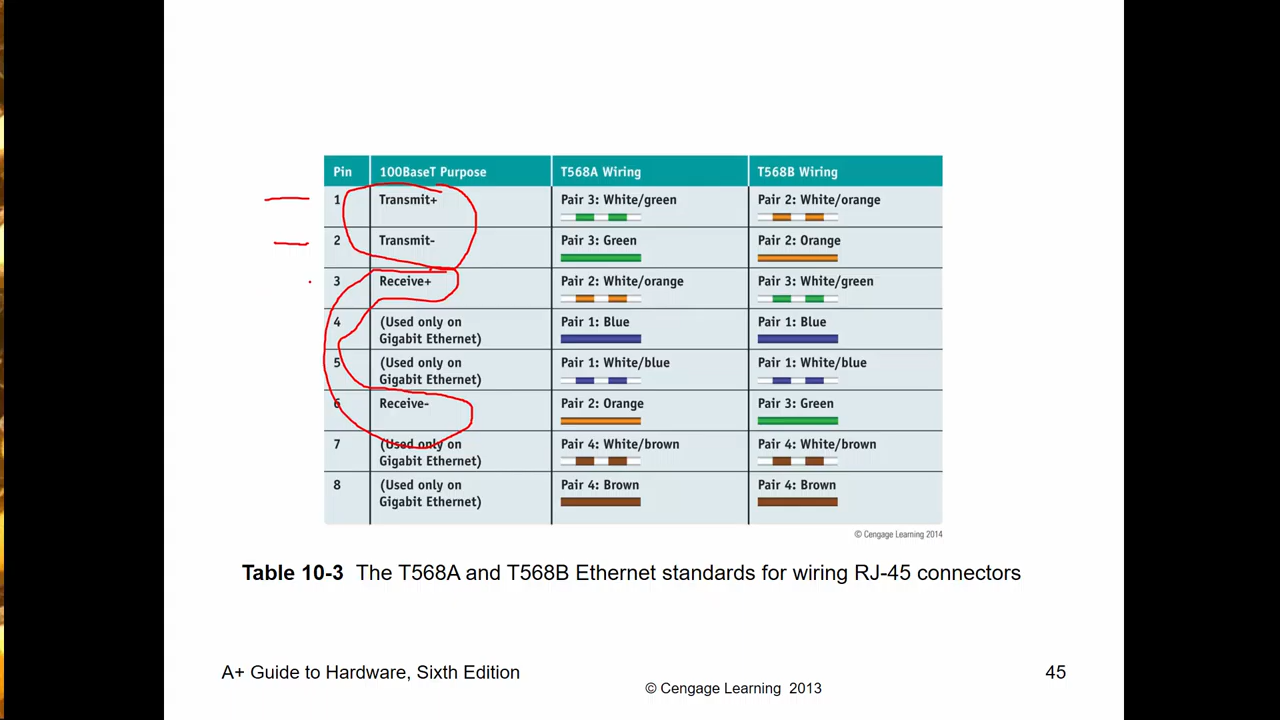 Pin 100BaseT Purpose T568A Wiring T568B Wiring
1 Transmit+ Pair 3: White/green Pair 2: White/orange
2 Transmit- Pair 3: Green Pair 2: Orange
3 Receive+ Pair 2: White/orange Pair 3: White/green
4 (Used only on Gigabit Ethernet) Pair 1: Blue Pair 1: Blue
5 (Used only on Gigabit Ethernet) Pair 1: White/blue Pair 1: White/blue
6 Receive- Pair 2: Orange Pair 3: Green
7 (Used only on Gigabit Ethernet) Pair 4: White/brown Pair 4: White/brown
8 (Used only on Gigabit Ethernet) Pair 4: Brown Pair 4: Brown
© Cengage Learning 2014
Table 10-3 The T568A and T568B Ethernet standards for wiring RJ-45 connectors
A+ Guide to Hardware, Sixth Edition
© Cengage Learning 2013
45